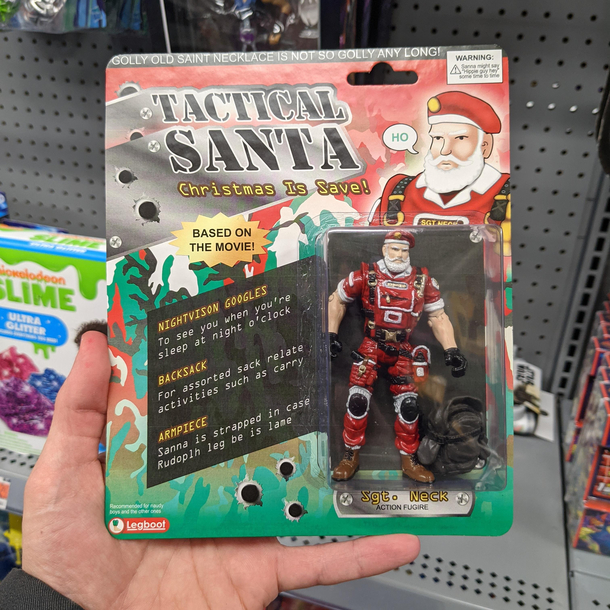 GOLLY OLD SAINT NECKLACE IS NOT SO GOLLY ANY LONG!
WARNING:
Sanna might say
"Hippie guy hey"
some time to time
TACTICAL
SANTA
Christmas Is Save!
HO
SGT NECK
BASED ON
THE MOVIE!
NIGHTVISON GOOGLES
To see you when you're
sleep at night o'clock
BACKSACK
For assorted sack relate
activities such as carry
ARMPIECE
Sanna is strapped in case
Rudoplh leg be is lame
Recommended for naudy
boys and the other ones
Legboot
Sgt. Neck
ACTION FUGIRE
nickelodeon
SLIME
SLIME
ULTRA
GLITTER